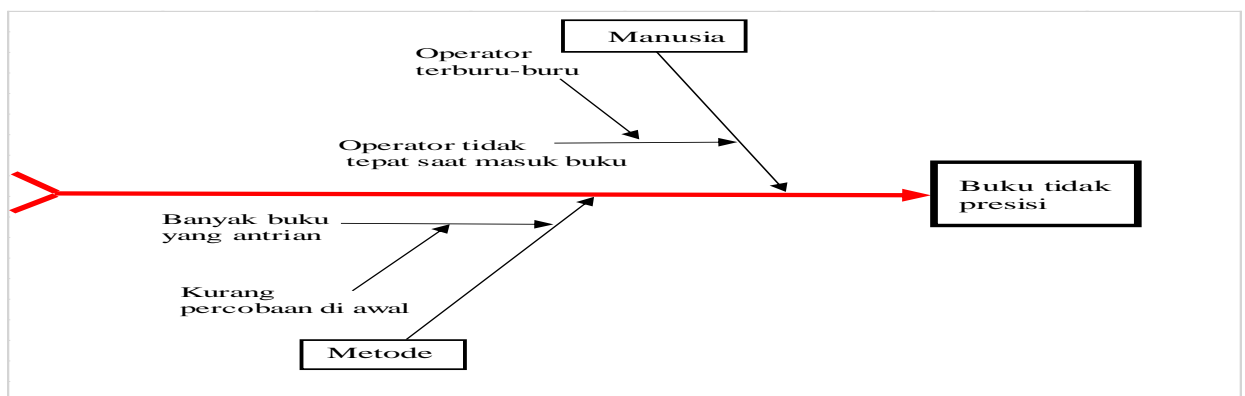 Manusia
Operator
terburu-buru
Operator tidak
tepat saat masuk buku
Buku tidak
presisi
Banyak buku
yang antrian
Kurang
percobaan di awal
Metode